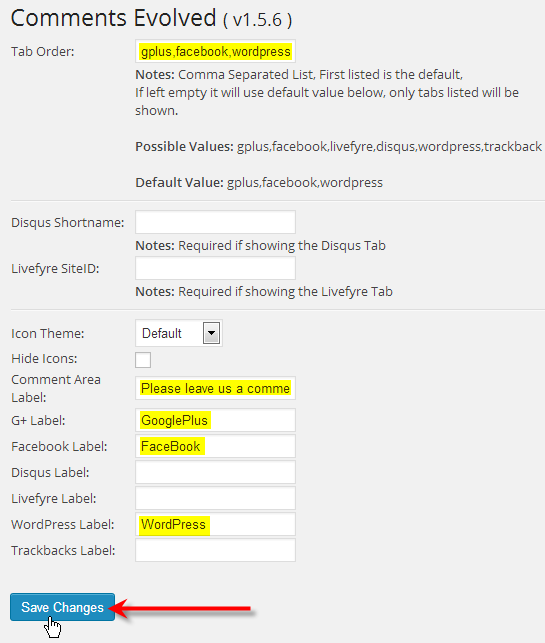 Comments Evolved ( v1.5.6 )
Tab Order: gplus,facebook,wordpress
Notes: Comma Separated List, First listed is the default,
If left empty it will use default value below, only tabs listed will be
shown.
Possible Values: gplus,facebook,livefyre,disqus,wordpress,trackback
Default Value: gplus,facebook,wordpress
Disqus Shortname:
Notes: Required if showing the Disqus Tab
Livefyre SiteID:
Notes: Required if showing the Livefyre Tab
Icon Theme: Default
Hide Icons:
Comment Area
Label: Please leave us a comme
G+ Label: GooglePlus
Facebook Label: FaceBook
Disqus Label:
Livefyre Label:
WordPress Label: WordPress
Trackbacks Label:
Save Changes